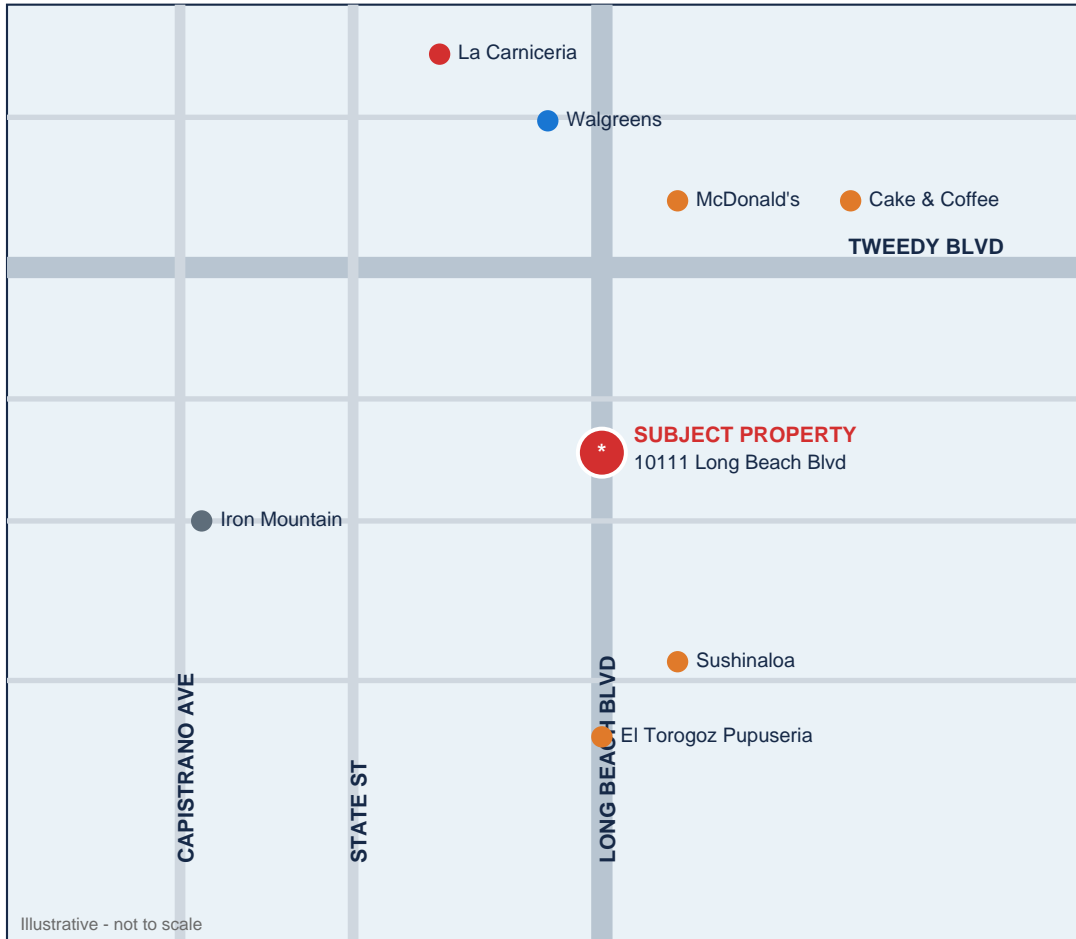 La Carniceria
Walgreens
McDonald's
Cake & Coffee
TWEEDY BLVD
*
SUBJECT PROPERTY
10111 Long Beach Blvd
Iron Mountain
Sushinaloa
El Torogoz Pupuseria
CAPISTRANO AVE
STATE ST
LONG BEACH BLVD
Illustrative - not to scale